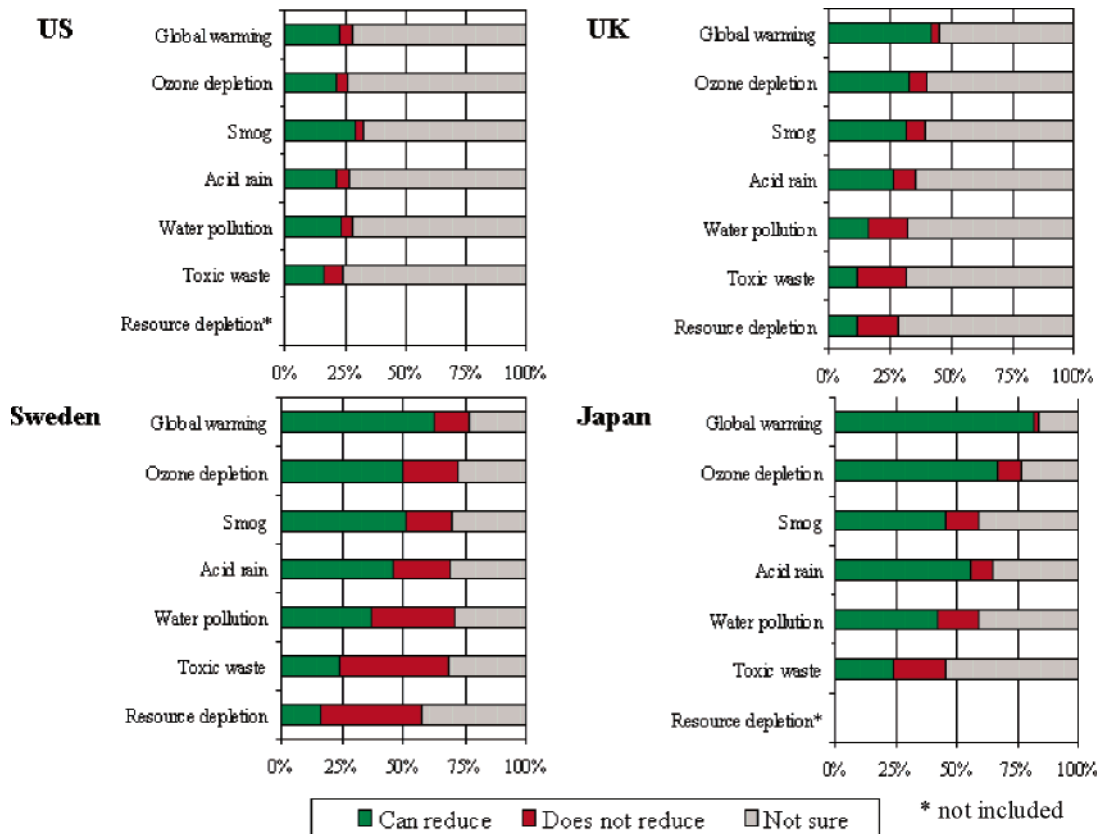 US
Global warming
Ozone depletion
Smog
Acid rain
Water pollution
Toxic waste
Resource depletion*
0% 25% 50% 75% 100%
UK
Global warming
Ozone depletion
Smog
Acid rain
Water pollution
Toxic waste
Resource depletion
0% 25% 50% 75% 100%
Sweden
Global warming
Ozone depletion
Smog
Acid rain
Water pollution
Toxic waste
Resource depletion
0% 25% 50% 75% 100%
Japan
Global warming
Ozone depletion
Smog
Acid rain
Water pollution
Toxic waste
Resource depletion*
0% 25% 50% 75% 100%
Can reduce Does not reduce Not sure
* not included